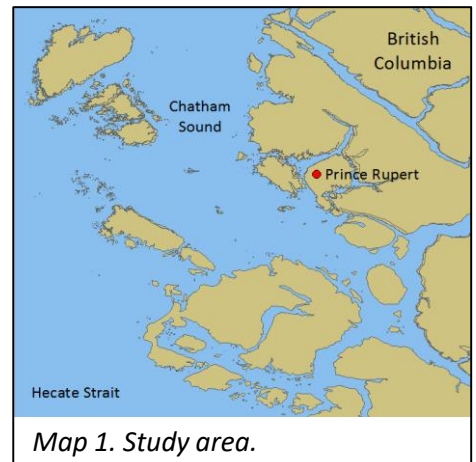 British
Columbia
Chatham
Sound
Prince Rupert
Hecate Strait
Map 1. Study area.